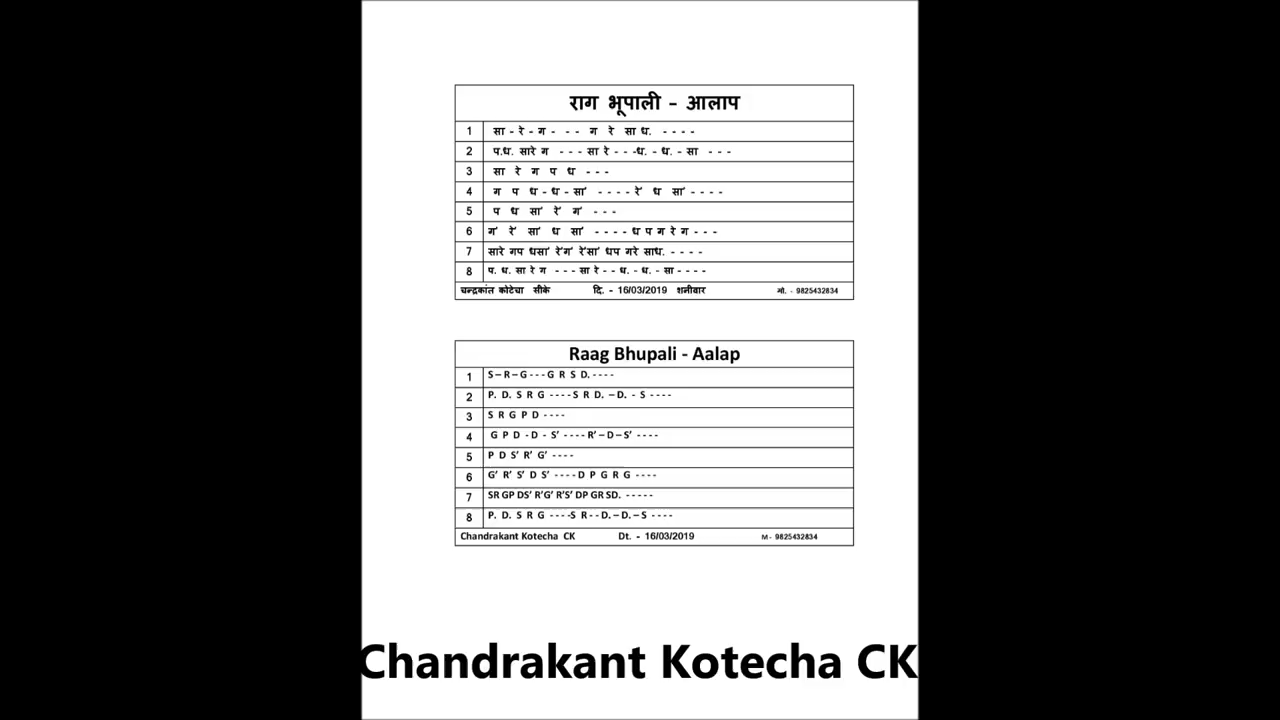 राग भूपाली - आलाप
1 सा - रे - ग - - - ग रे सा ध. - - - -
2 प.ध. सारे ग - - - सा रे - - -ध. - ध. - सा - - -
3 सा रे ग प ध - - -
4 ग प ध - ध - सा' - - - - रे' ध सा' - - - -
5 प ध सा' रे' ग' - - -
6 ग' रे' सा' ध सा' - - - - ध प ग रे ग - - -
7 सारे गप धसा' रे'ग' रे'सा' धप गरे साध. - - - -
8 प. ध. सा रे ग - - - सा रे - - ध. - ध. - सा - - - -
चन्द्रकांत कोटेचा सीके दि. - 16/03/2019 शनीवार मो. - 9825432834
Raag Bhupali - Aalap
1 S – R – G - - - G R S D. - - - -
2 P. D. S R G - - - - S R D. – D. - S - - - -
3 S R G P D - - - -
4 G P D - D - S’ - - - - R’ – D – S’ - - - -
5 P D S’ R’ G’ - - - -
6 G’ R’ S’ D S’ - - - - D P G R G - - - -
7 SR GP DS’ R’G’ R’S’ DP GR SD. - - - - -
8 P. D. S R G - - - -S R - - D. – D. – S - - - -
Chandrakant Kotecha CK Dt. - 16/03/2019 M - 9825432834
Chandrakant Kotecha CK